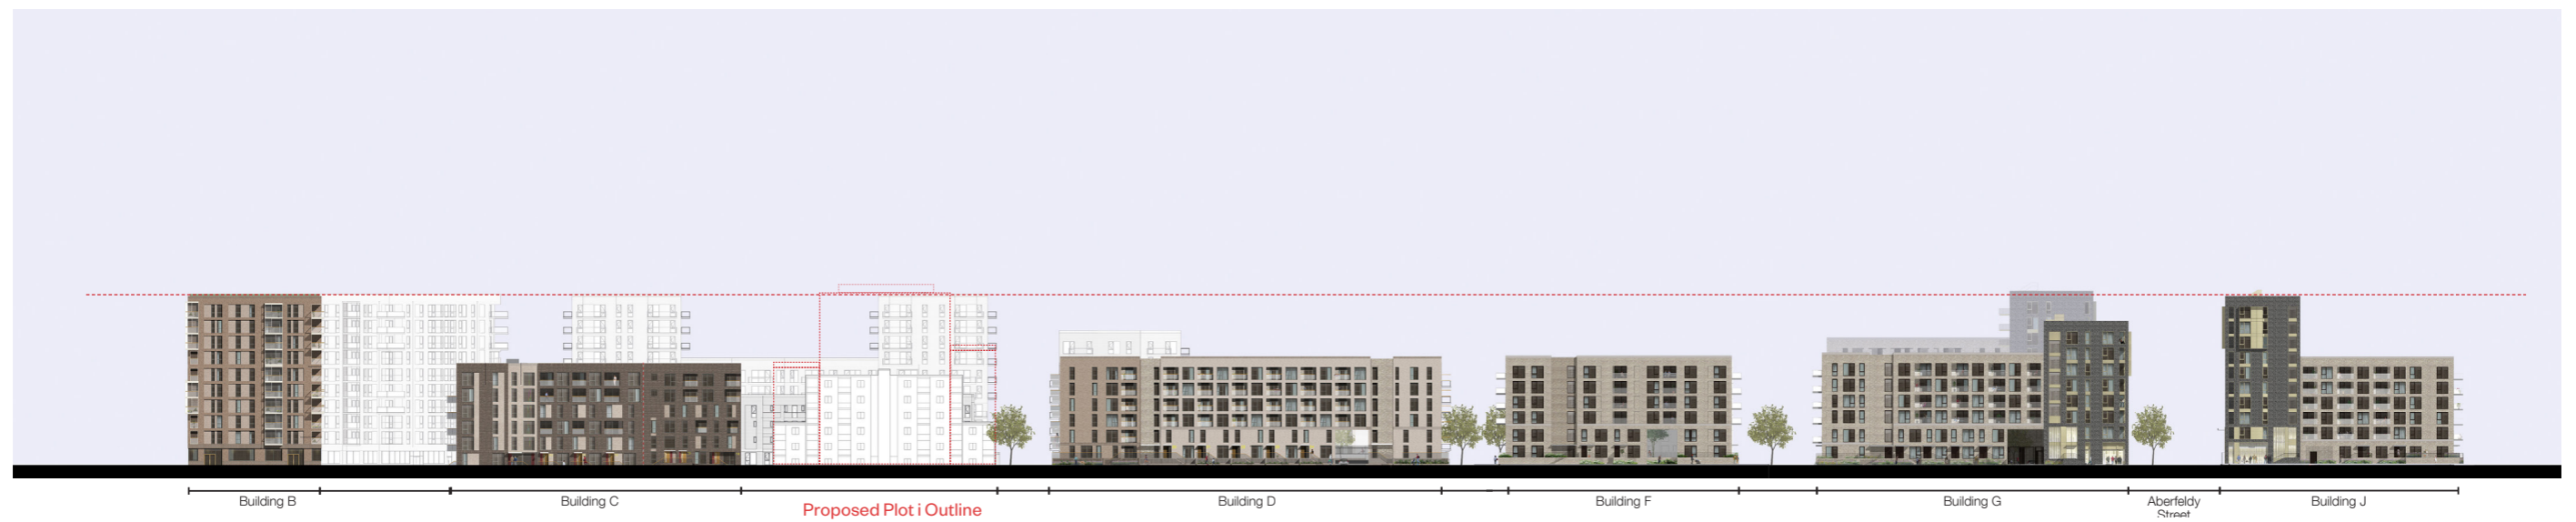 Building B
Building C
Proposed Plot i Outline
Building D
Building F
Building G
Aberfeldy
Street
Building J